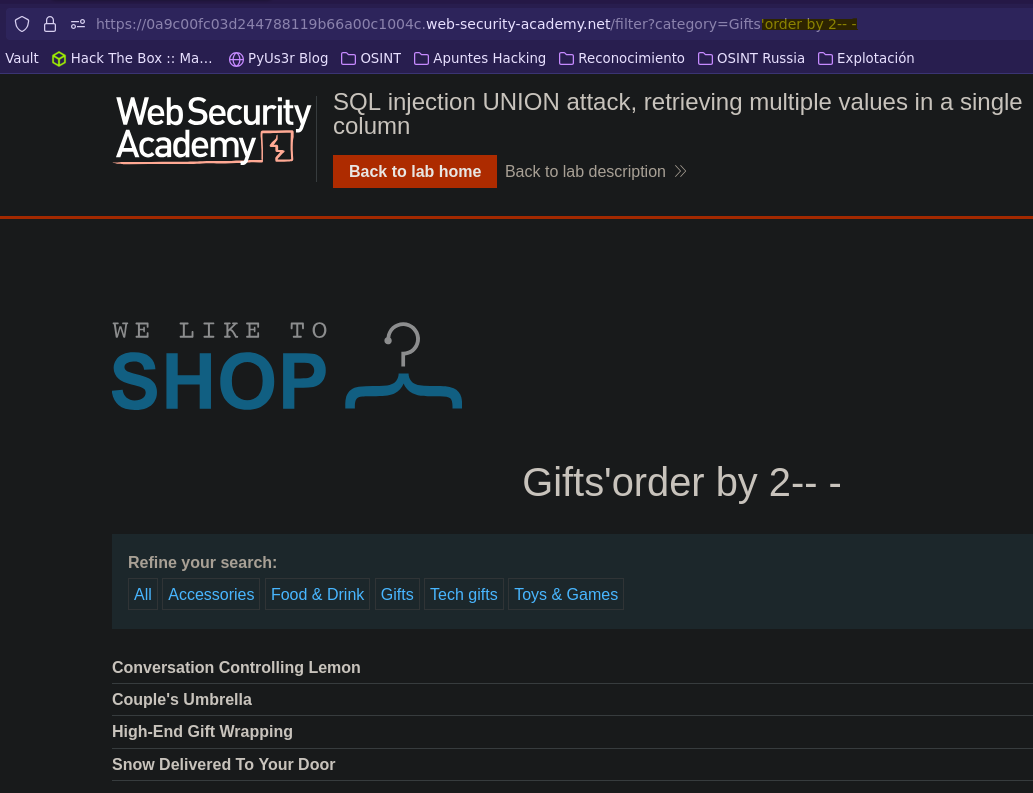 https://0a9c00fc03d244788119b66a00c1004c.web-security-academy.net/filter?category=Gifts'order by 2-- -
Vault Hack The Box :: Ma... PyUs3r Blog OSINT Apuntes Hacking Reconocimiento OSINT Russia Explotación
Web Security
Academy
SQL injection UNION attack, retrieving multiple values in a single
column
Back to lab home Back to lab description
WE LIKE TO
SHOP
Gifts'order by 2-- -
Refine your search:
All Accessories Food & Drink Gifts Tech gifts Toys & Games
Conversation Controlling Lemon
Couple's Umbrella
High-End Gift Wrapping
Snow Delivered To Your Door